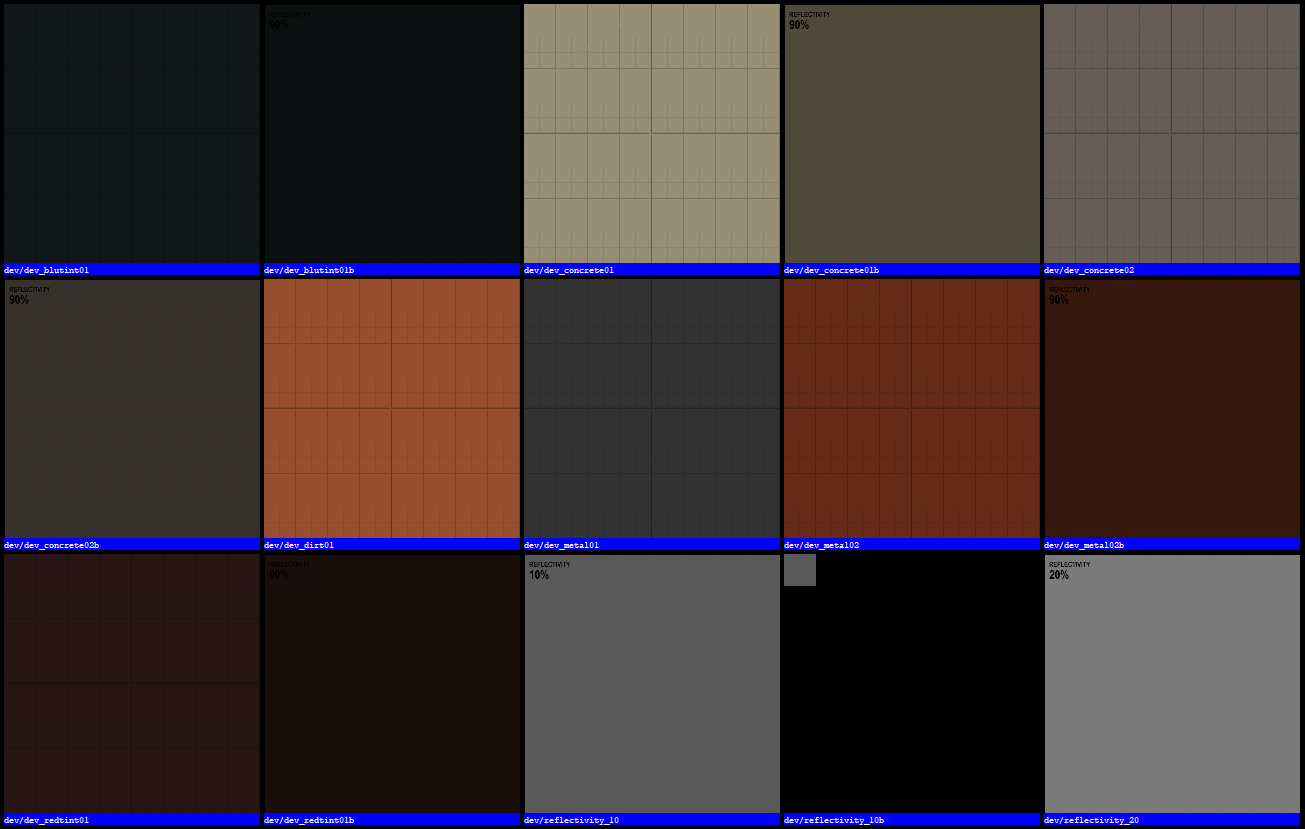 REFLECTIVITY
90%
REFLECTIVITY
90%
dev/dev_blutint01
dev/dev_blutint01b
dev/dev_concrete01
dev/dev_concrete01b
dev/dev_concrete02
REFLECTIVITY
90%
REFLECTIVITY
90%
dev/dev_concrete02b
dev/dev_dirt01
dev/dev_metal01
dev/dev_metal02
dev/dev_metal02b
REFLECTIVITY
90%
REFLECTIVITY
10%
REFLECTIVITY
20%
dev/dev_redtint01
dev/dev_redtint01b
dev/reflectivity_10
dev/reflectivity_10b
dev/reflectivity_20